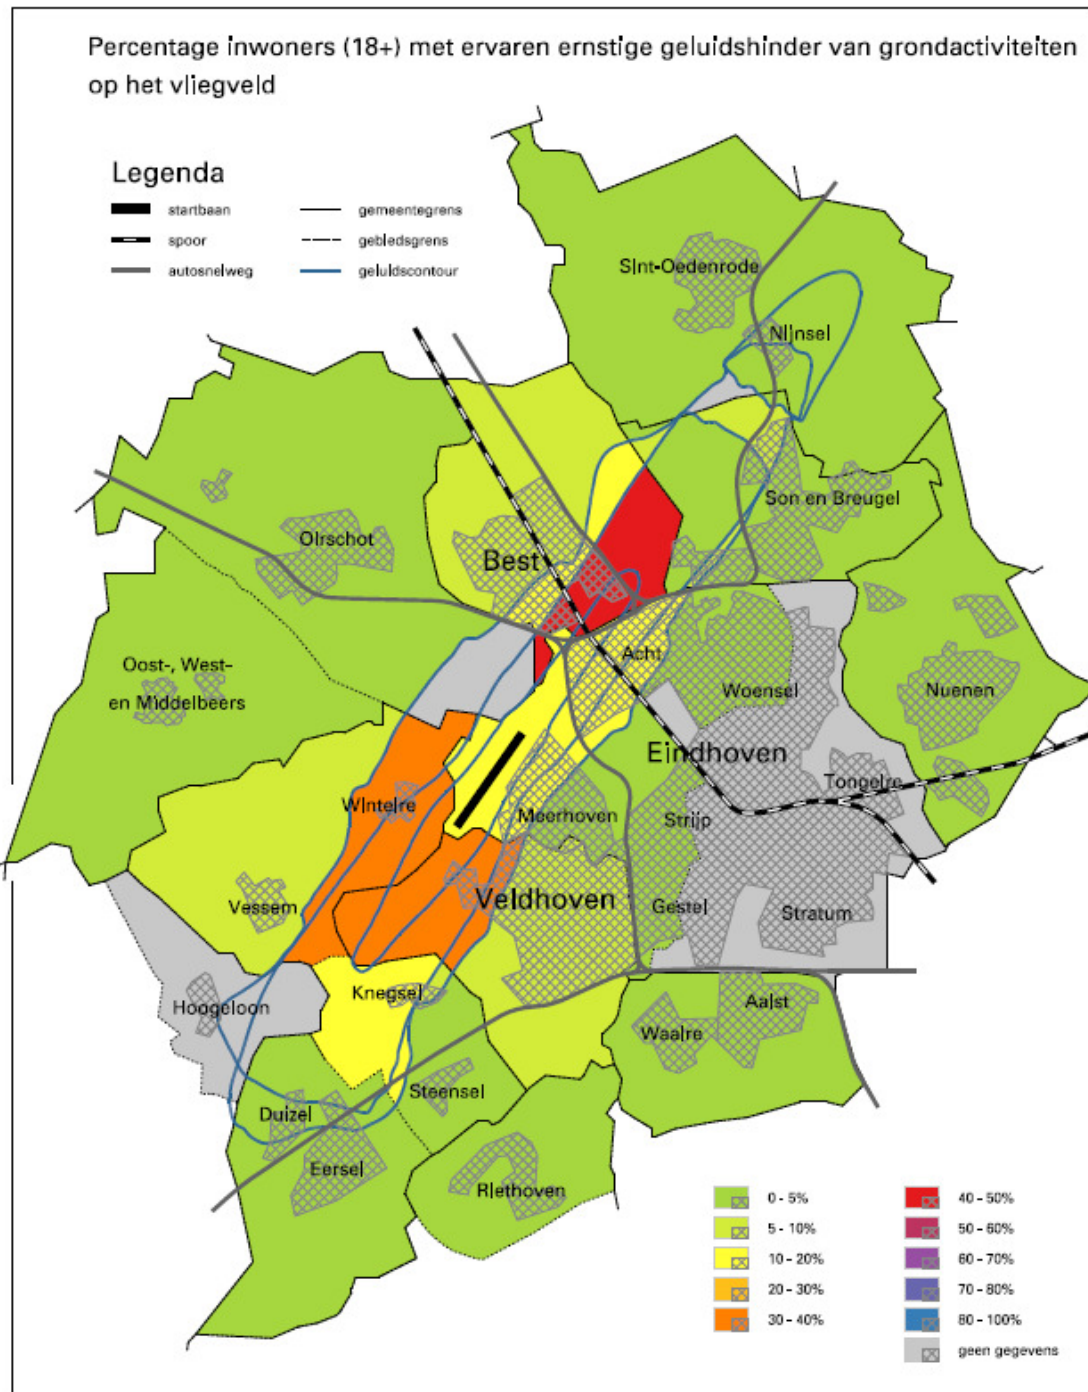 Percentage inwoners (18+) met ervaren ernstige geluidshinder van grondactiviteiten
op het vliegveld
Legenda
startbaan
spoor
autosnelweg
gemeentegrens
gebiedsgrens
geluidscontour
Sint-Oedenrode
Nijnsel
Son en Breugel
Oirschot
Best
Acht
Oost-, West-
en Middelbeers
Woensel
Nuenen
Eindhoven
Tongelre
Wintelre
Meerhoven
Strijp
Vessem
Veldhoven
Gestel
Stratum
Knegsel
Hoogeloon
Aalst
Waalre
Steensel
Duizel
Eersel
Riethoven
0 - 5%
5 - 10%
10 - 20%
20 - 30%
30 - 40%
40 - 50%
50 - 60%
60 - 70%
70 - 80%
80 - 100%
geen gegevens